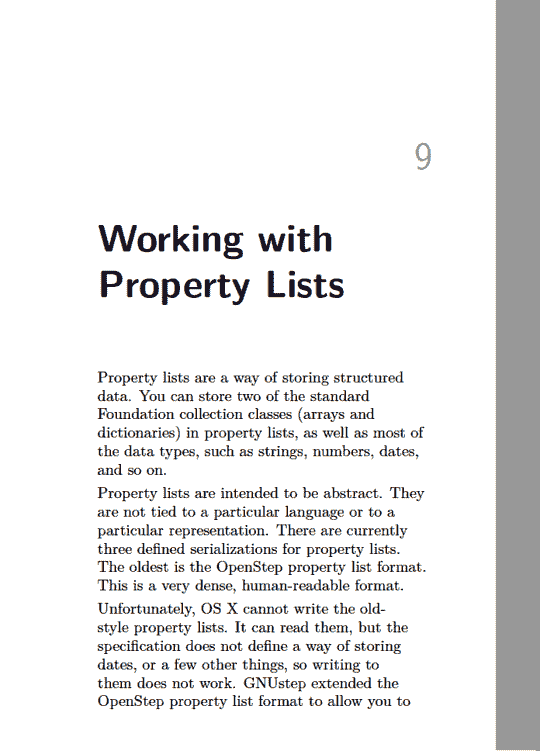 9
Working with
Property Lists
Property lists are a way of storing structured
data. You can store two of the standard
Foundation collection classes (arrays and
dictionaries) in property lists, as well as most of
the data types, such as strings, numbers, dates,
and so on.
Property lists are intended to be abstract. They
are not tied to a particular language or to a
particular representation. There are currently
three defined serializations for property lists.
The oldest is the OpenStep property list format.
This is a very dense, human-readable format.
Unfortunately, OS X cannot write the old-
style property lists. It can read them, but the
specification does not define a way of storing
dates, or a few other things, so writing to
them does not work. GNUstep extended the
OpenStep property list format to allow you to